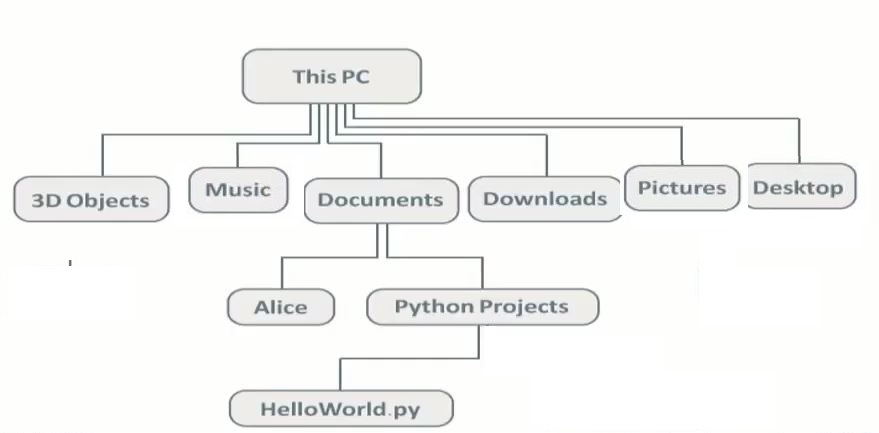 This PC
3D Objects
Music
Documents
Downloads
Pictures
Desktop
Alice
Python Projects
HelloWorld.py